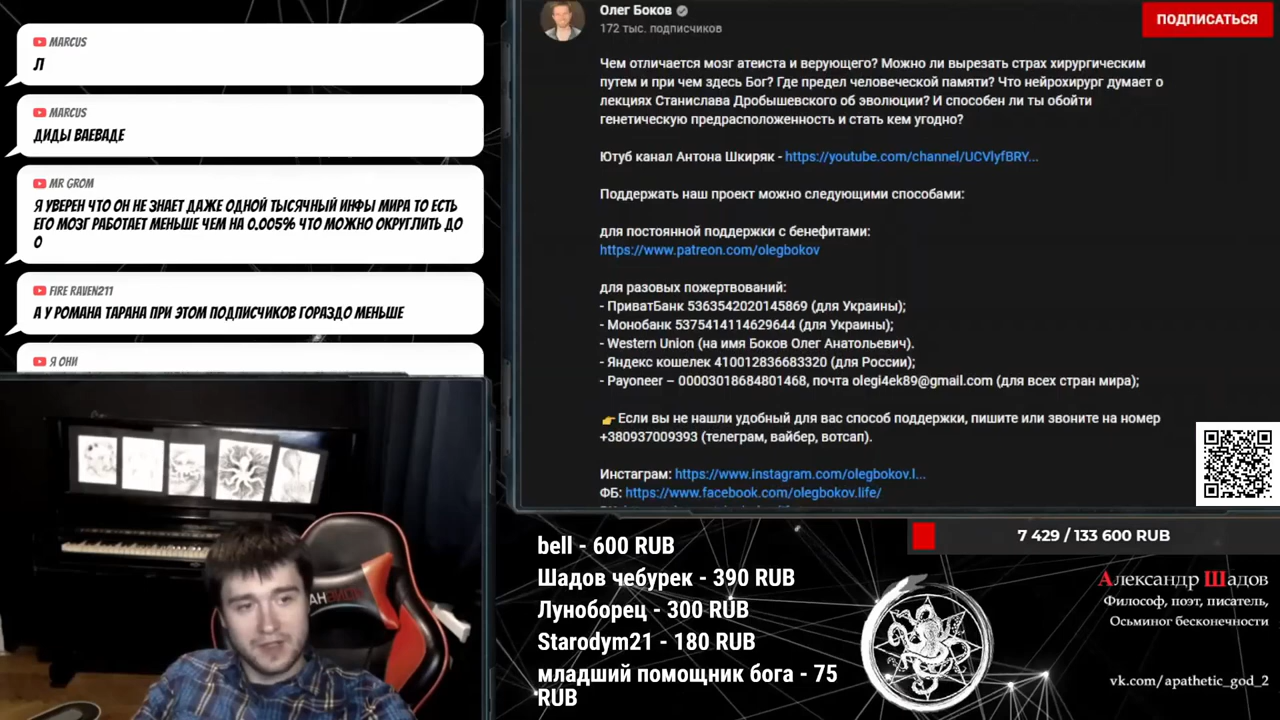 MARCUS
Л
MARCUS
ДИДЫ ВАЕВАДЕ
MR GROM
Я УВЕРЕН ЧТО ОН НЕ ЗНАЕТ ДАЖЕ ОДНОЙ ТЫСЯЧНЫЙ ИНФЫ МИРА ТО ЕСТЬ
ЕГО МОЗГ РАБОТАЕТ МЕНЬШЕ ЧЕМ НА 0.005% ЧТО МОЖНО ОКРУГЛИТЬ ДО
0
FIRE RAVEN211
А У РОМАНА ТАРАНА ПРИ ЭТОМ ПОДПИСЧИКОВ ГОРАЗДО МЕНЬШЕ
Я ОНИ
Олег Боков
172 тыс. подписчиков
ПОДПИСАТЬСЯ
Чем отличается мозг атеиста и верующего? Можно ли вырезать страх хирургическим
путем и при чем здесь Бог? Где предел человеческой памяти? Что нейрохирург думает о
лекциях Станислава Дробышевского об эволюции? И способен ли ты обойти
генетическую предрасположенность и стать кем угодно?
Ютуб канал Антона Шкиряк - https://youtube.com/channel/UCVlyfBRY...
Поддержать наш проект можно следующими способами:
для постоянной поддержки с бенефитами:
https://www.patreon.com/olegbokov
для разовых пожертвований:
- ПриватБанк 5363542020145869 (для Украины);
- Монобанк 5375414114629644 (для Украины);
- Western Union (на имя Боков Олег Анатольевич).
- Яндекс кошелек 410012836683320 (для России);
- Payoneer – 00003018684801468, почта olegi4ek89@gmail.com (для всех стран мира);
Если вы не нашли удобный для вас способ поддержки, пишите или звоните на номер
+380937009393 (телеграм, вайбер, вотсап).
Инстаграм: https://www.instagram.com/olegbokov.l...
ФБ: https://www.facebook.com/olegbokov.life/
7 429 / 133 600 RUB
bell - 600 RUB
Шадов чебурек - 390 RUB
Луноборец - 300 RUB
Starodym21 - 180 RUB
младший помощник бога - 75
RUB
Александр Шадов
Философ, поэт, писатель,
Осьминог бесконечности
vk.com/apathetic_god_2